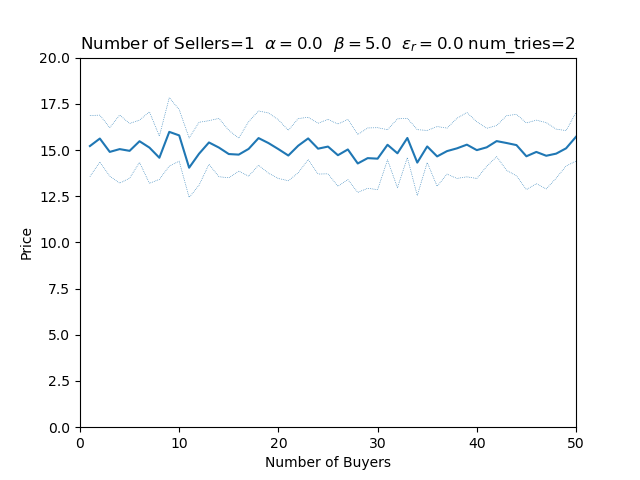 Number of Sellers=1 α = 0.0 β = 5.0 εr = 0.0 num_tries=2
20.0
17.5
15.0
12.5
10.0
7.5
5.0
2.5
0.0
Price
0 10 20 30 40 50
Number of Buyers